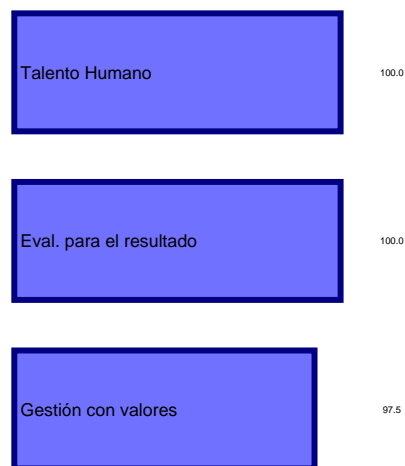 Talento Humano 100.0
Eval. para el resultado 100.0
Gestión con valores 97.5